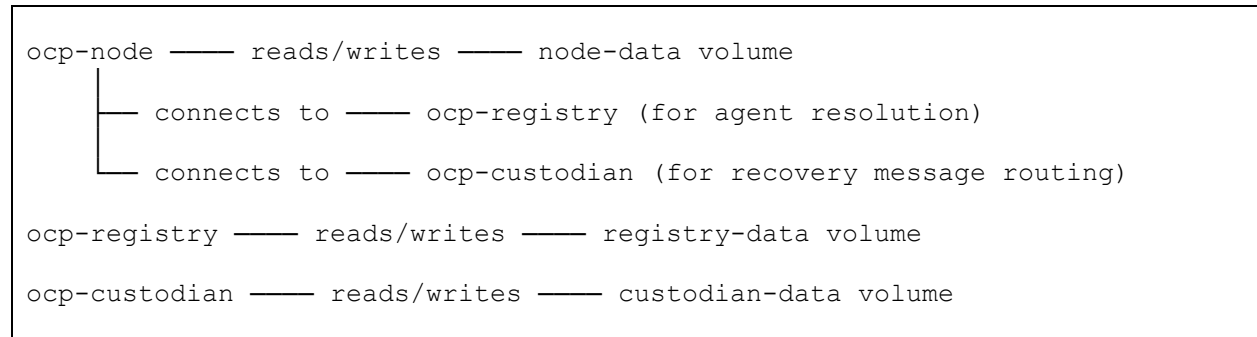 ocp-node ──── reads/writes ──── node-data volume
├── connects to ──── ocp-registry (for agent resolution)
└── connects to ──── ocp-custodian (for recovery message routing)
ocp-registry ──── reads/writes ──── registry-data volume
ocp-custodian ──── reads/writes ──── custodian-data volume